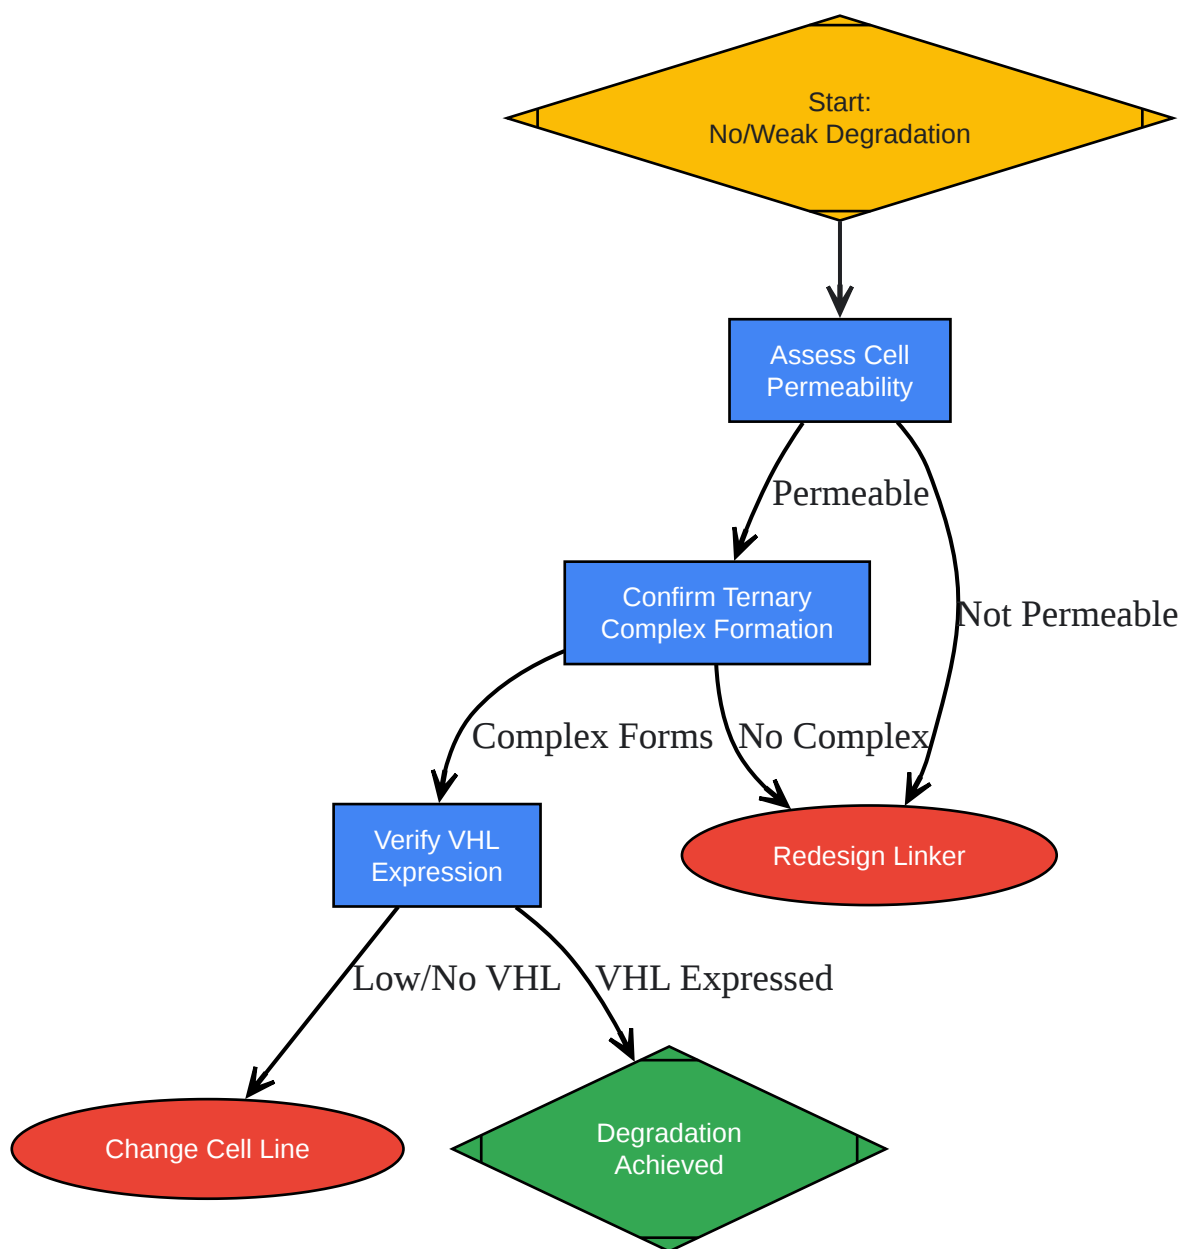 Start:
No/Weak Degradation
Assess Cell
Permeability
Permeable
Confirm Ternary
Complex Formation
Not Permeable
Complex Forms
No Complex
Verify VHL
Expression
Redesign Linker
Low/No VHL
VHL Expressed
Change Cell Line
Degradation
Achieved